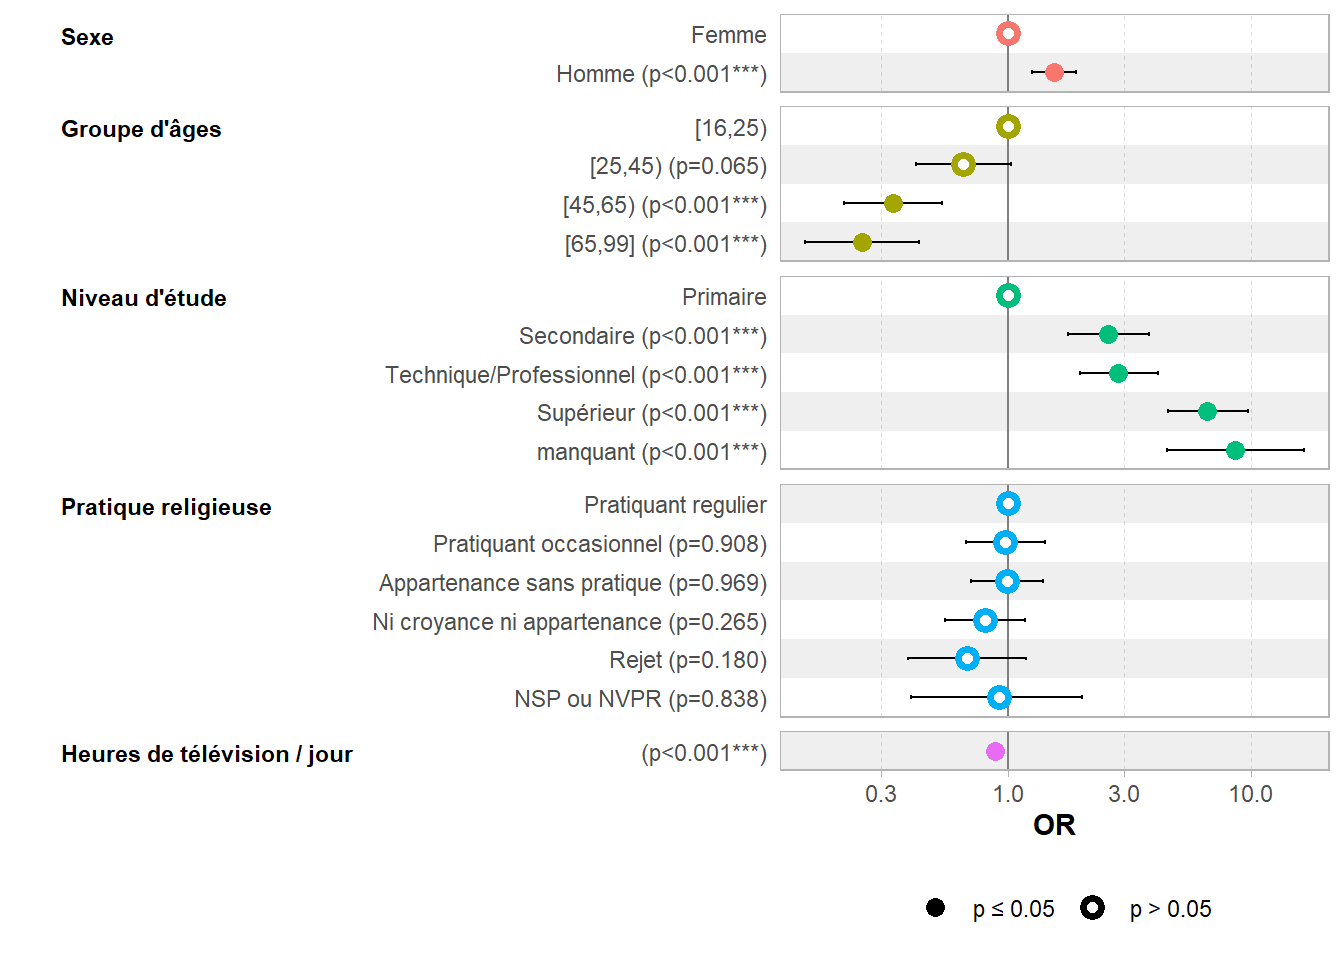 Sexe
Femme
Homme (p<0.001***)
Groupe d'âges
[16,25)
[25,45) (p=0.065)
[45,65) (p<0.001***)
[65,99] (p<0.001***)
Niveau d'étude
Primaire
Secondaire (p<0.001***)
Technique/Professionnel (p<0.001***)
Supérieur (p<0.001***)
manquant (p<0.001***)
Pratique religieuse
Pratiquant regulier
Pratiquant occasionnel (p=0.908)
Appartenance sans pratique (p=0.969)
Ni croyance ni appartenance (p=0.265)
Rejet (p=0.180)
NSP ou NVPR (p=0.838)
Heures de télévision / jour
(p<0.001***)
0.3 1.0 3.0 10.0
OR
p ≤ 0.05 p > 0.05